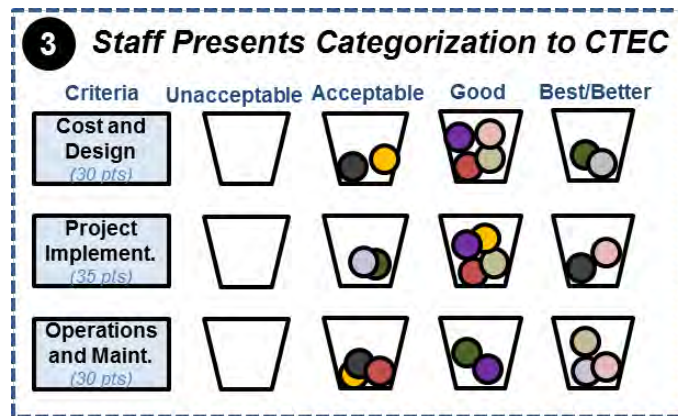 3 Staff Presents Categorization to CTEC
Criteria Unacceptable Acceptable Good Best/Better
Cost and
Design
(30 pts)
Project
Implement.
(35 pts)
Operations
and Maint.
(30 pts)